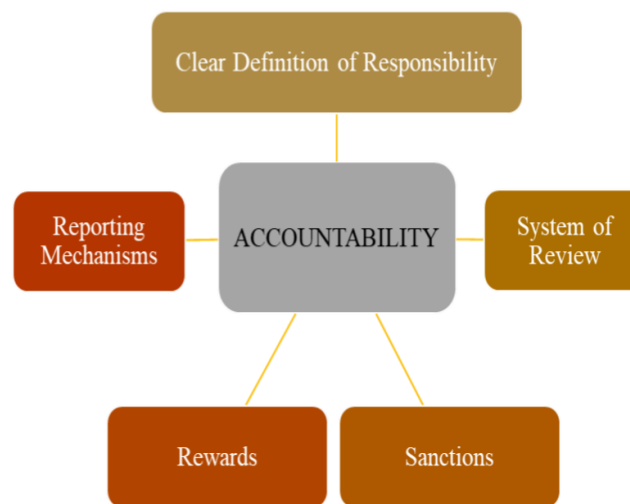 Clear Definition of Responsibility
Reporting
Mechanisms
ACCOUNTABILITY
System of
Review
Rewards
Sanctions